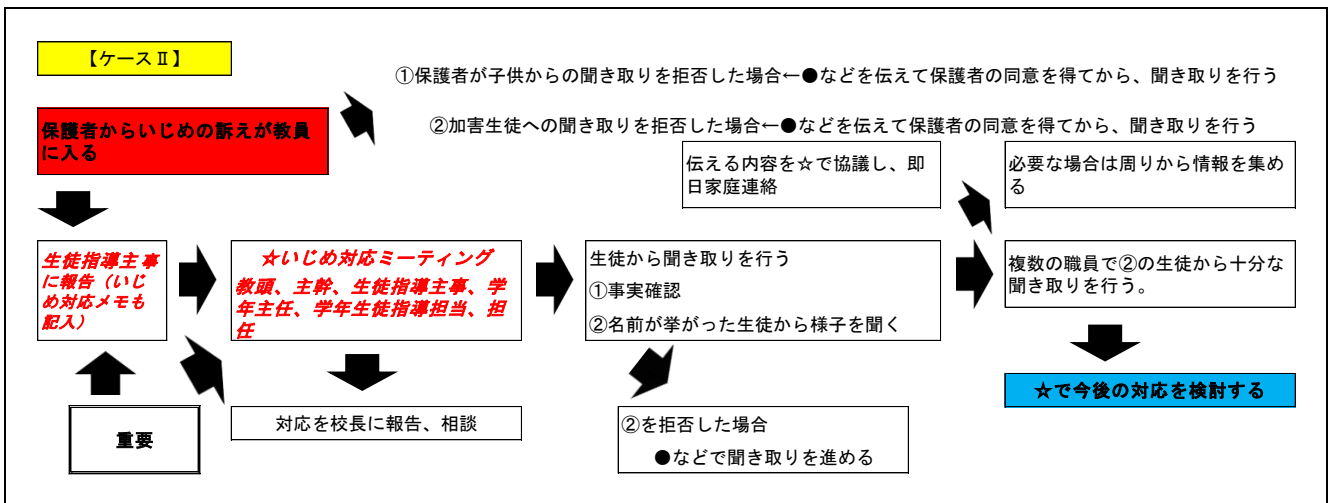 【ケースⅡ】
①保護者が子供からの聞き取りを拒否した場合←●などを伝えて保護者の同意を得てから、聞き取りを行う
保護者からいじめの訴えが教員
に入る
②加害生徒への聞き取りを拒否した場合←●などを伝えて保護者の同意を得てから、聞き取りを行う
伝える内容を☆で協議し、即
日家庭連絡
必要な場合は周りから情報を集め
る
生徒指導主事
に報告（いじ
め対応メモも
記入）
☆いじめ対応ミーティング
教頭、主幹、生徒指導主事、学
年主任、学年生徒指導担当、担
任
生徒から聞き取りを行う
①事実確認
②名前が挙がった生徒から様子を聞く
複数の職員で②の生徒から十分な
聞き取りを行う。
重要
対応を校長に報告、相談
②を拒否した場合
●などで聞き取りを進める
☆で今後の対応を検討する